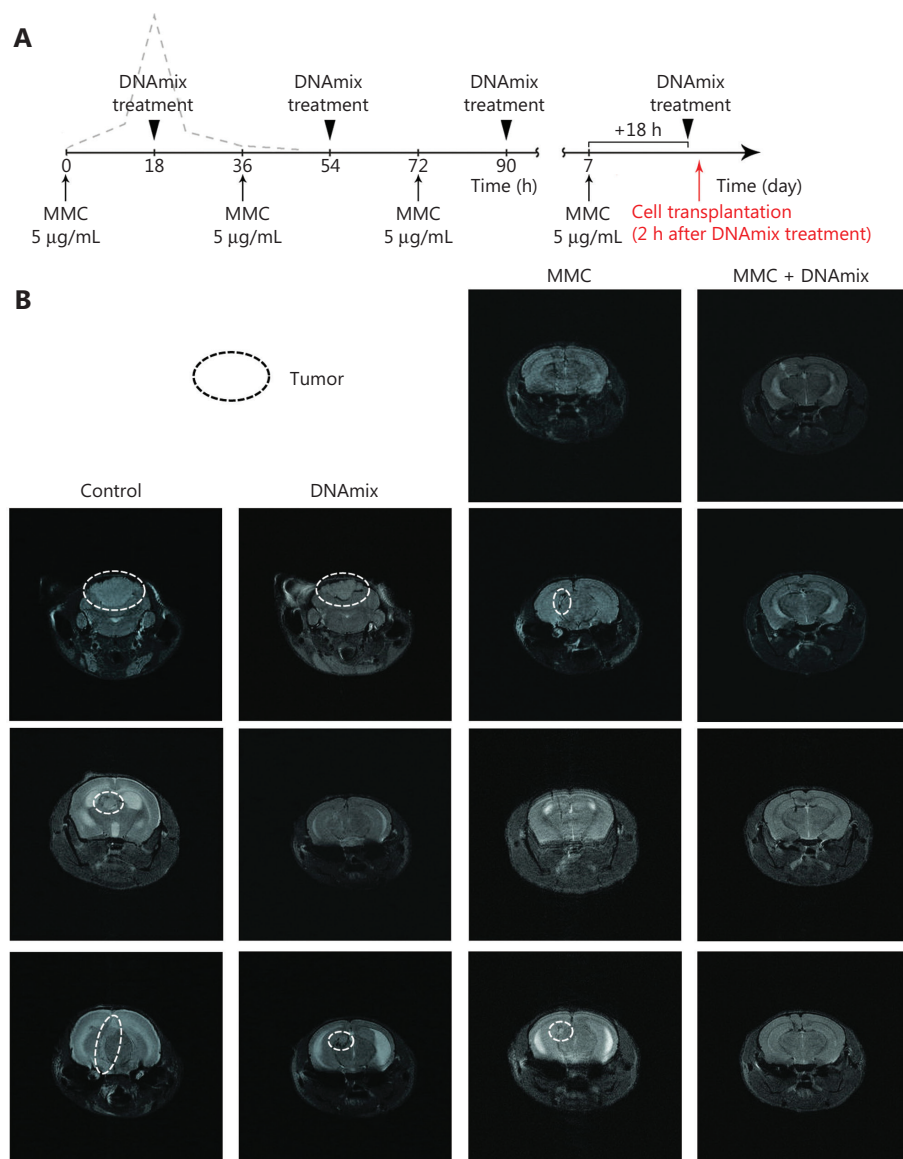 A
DNAmix
treatment
DNAmix
treatment
DNAmix
treatment
DNAmix
treatment
+18 h
0
18
36
54
72
90
7
Time (h)
Time (day)
MMC
5 µg/mL
MMC
5 µg/mL
MMC
5 µg/mL
MMC
5 µg/mL
Cell transplantation
(2 h after DNAmix treatment)
B
MMC
MMC + DNAmix
Tumor
Control
DNAmix